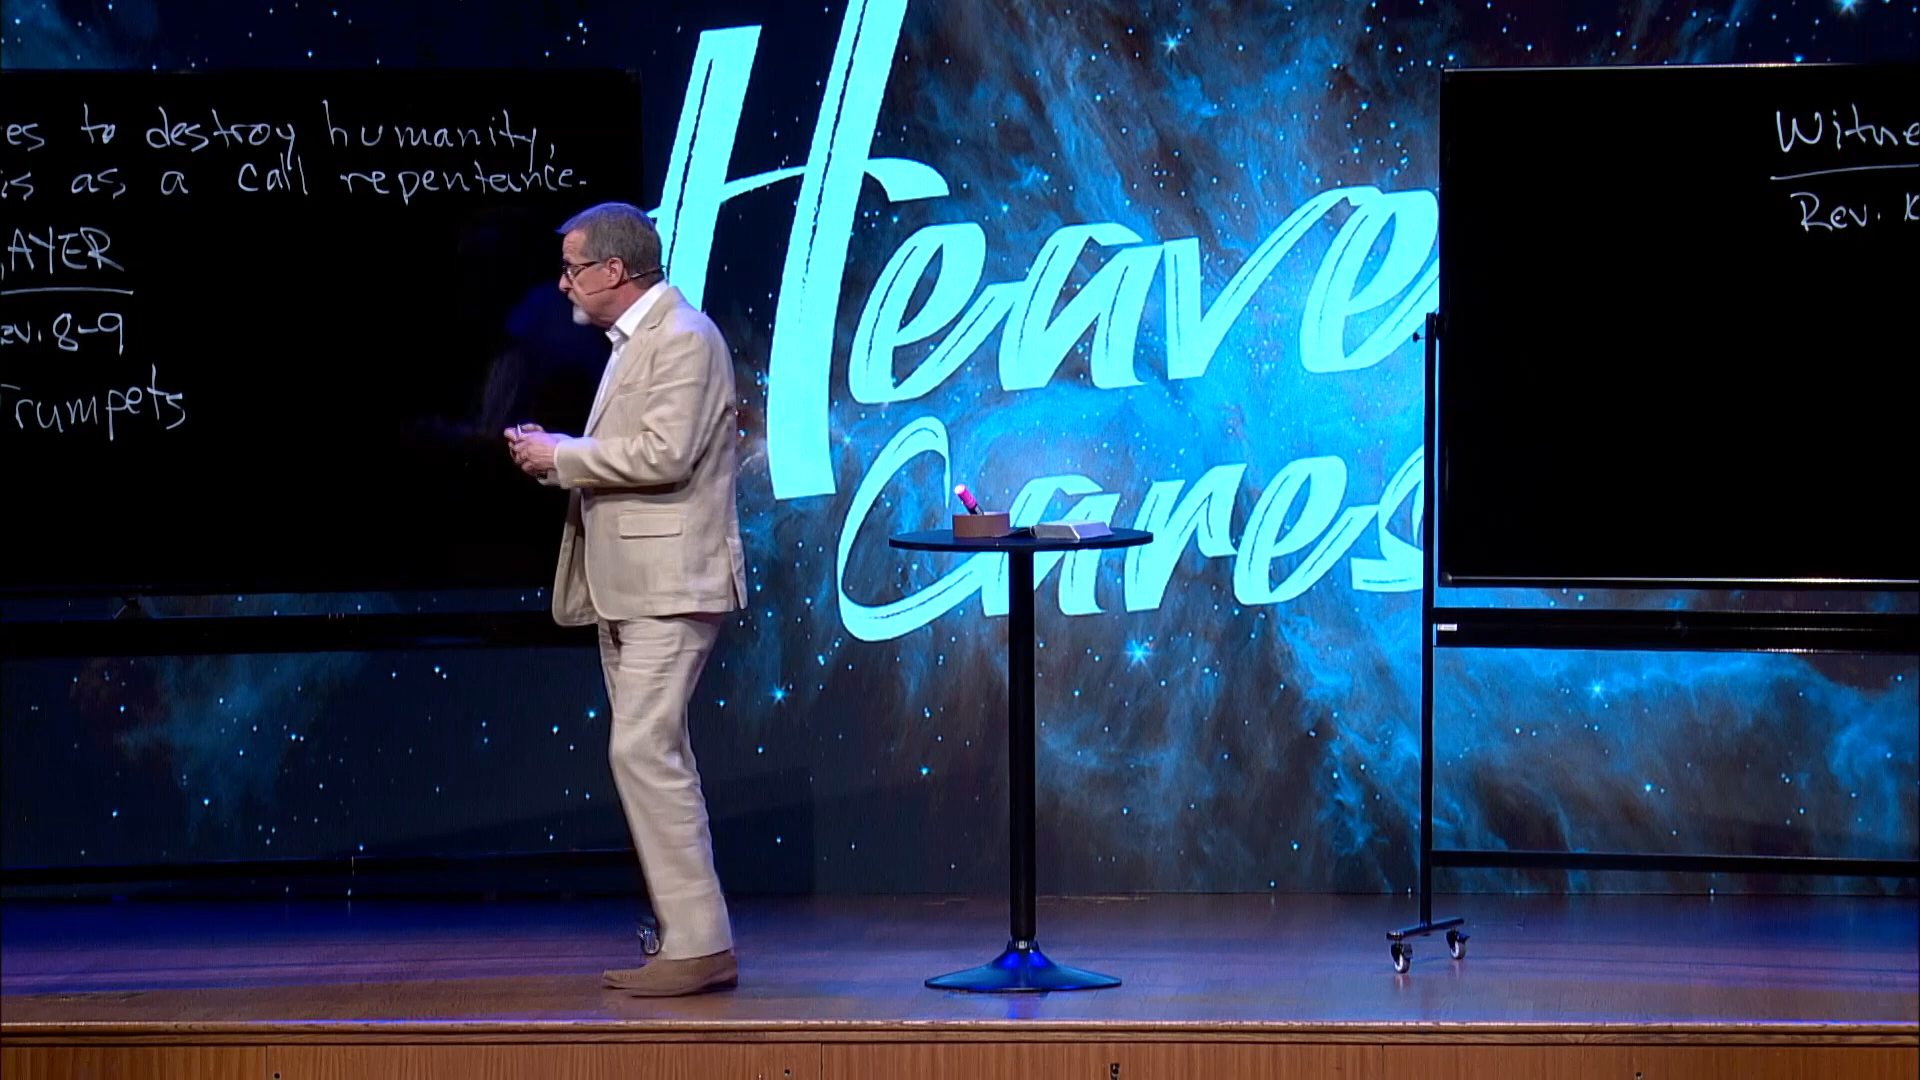 es to destroy humanity,
is as a call repentance.
AYER
ev. 8-9
Trumpets
Heave
Cares
Witne
Rev.